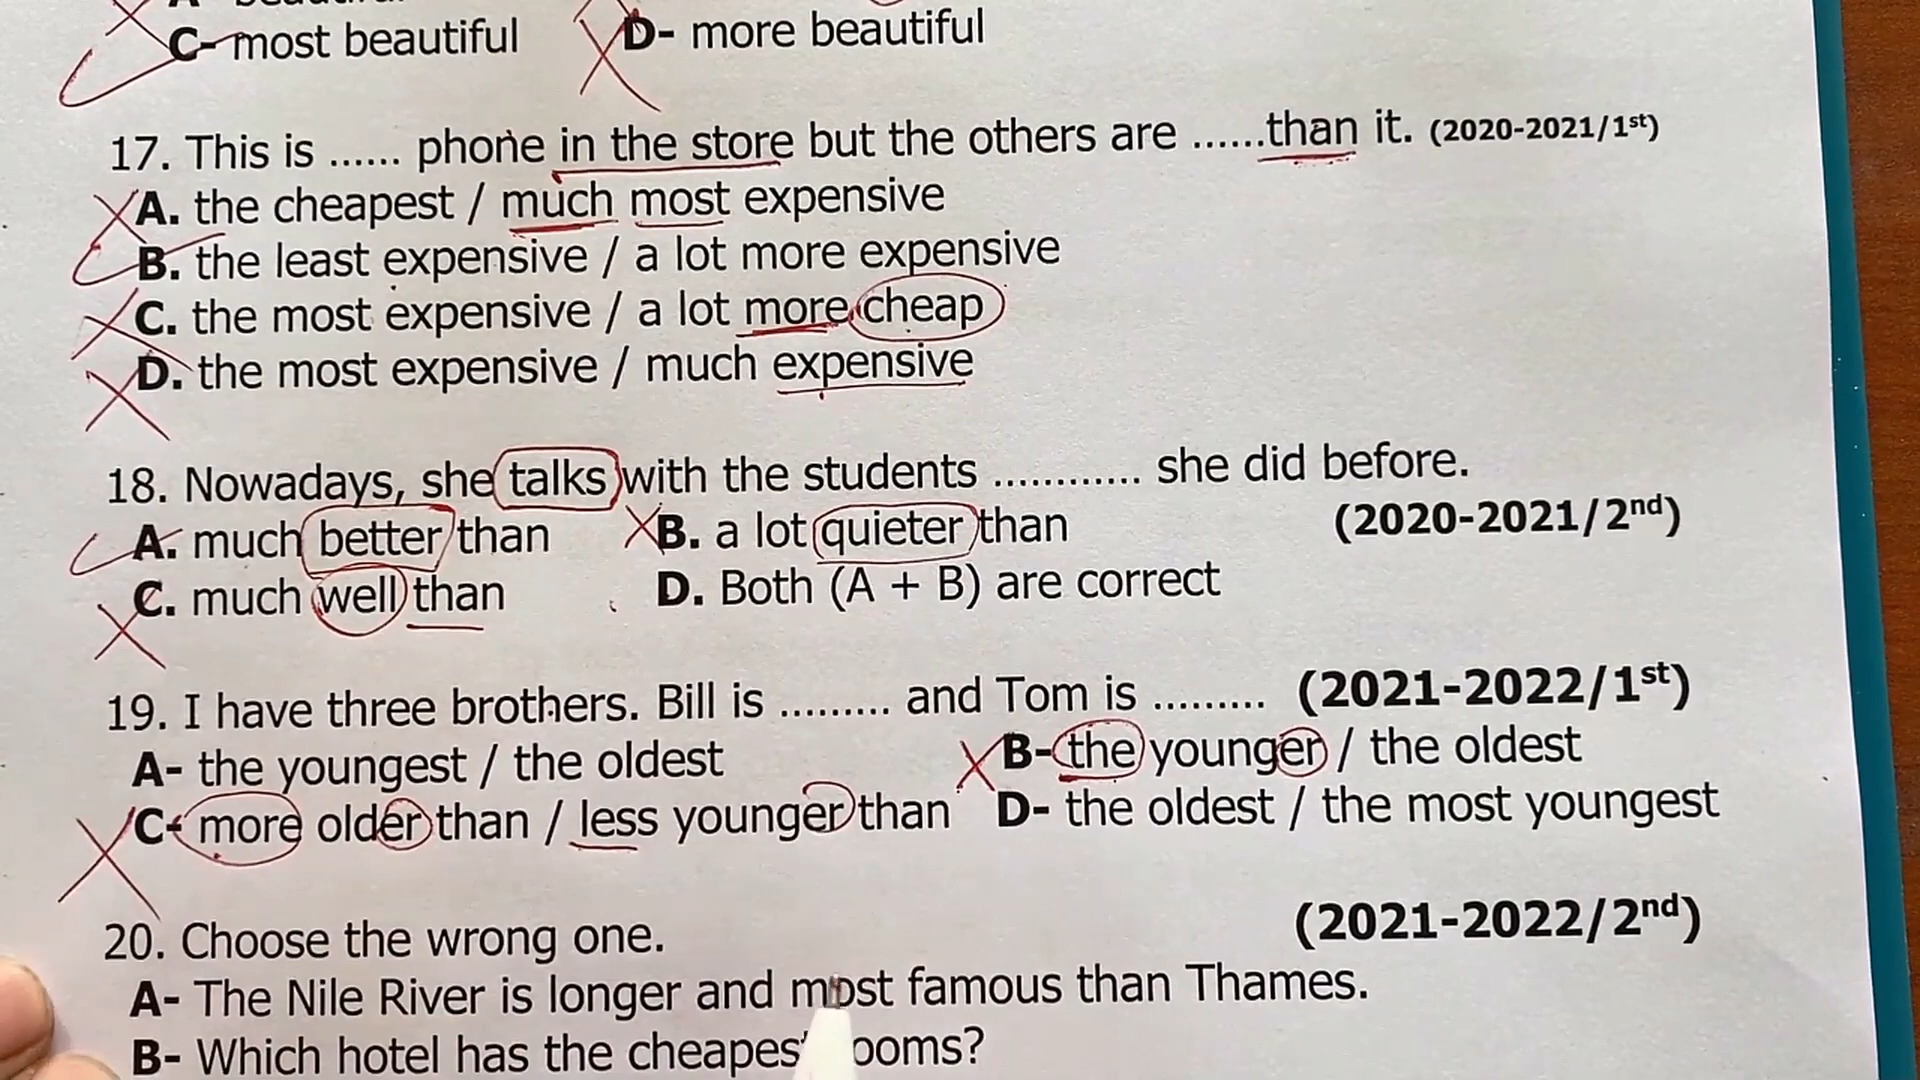 C- most beautiful D- more beautiful
17. This is ...... phone in the store but the others are ......than it. (2020-2021/1st)
A. the cheapest / much most expensive
B. the least expensive / a lot more expensive
C. the most expensive / a lot more cheap
D. the most expensive / much expensive
18. Nowadays, she talks with the students ............ she did before.
(2020-2021/2nd)
A. much better than B. a lot quieter than
C. much well than D. Both (A + B) are correct
19. I have three brothers. Bill is ......... and Tom is ......... (2021-2022/1st)
A- the youngest / the oldest B- the younger / the oldest
C- more older than / less younger than D- the oldest / the most youngest
20. Choose the wrong one. (2021-2022/2nd)
A- The Nile River is longer and most famous than Thames.
B- Which hotel has the cheapest rooms?